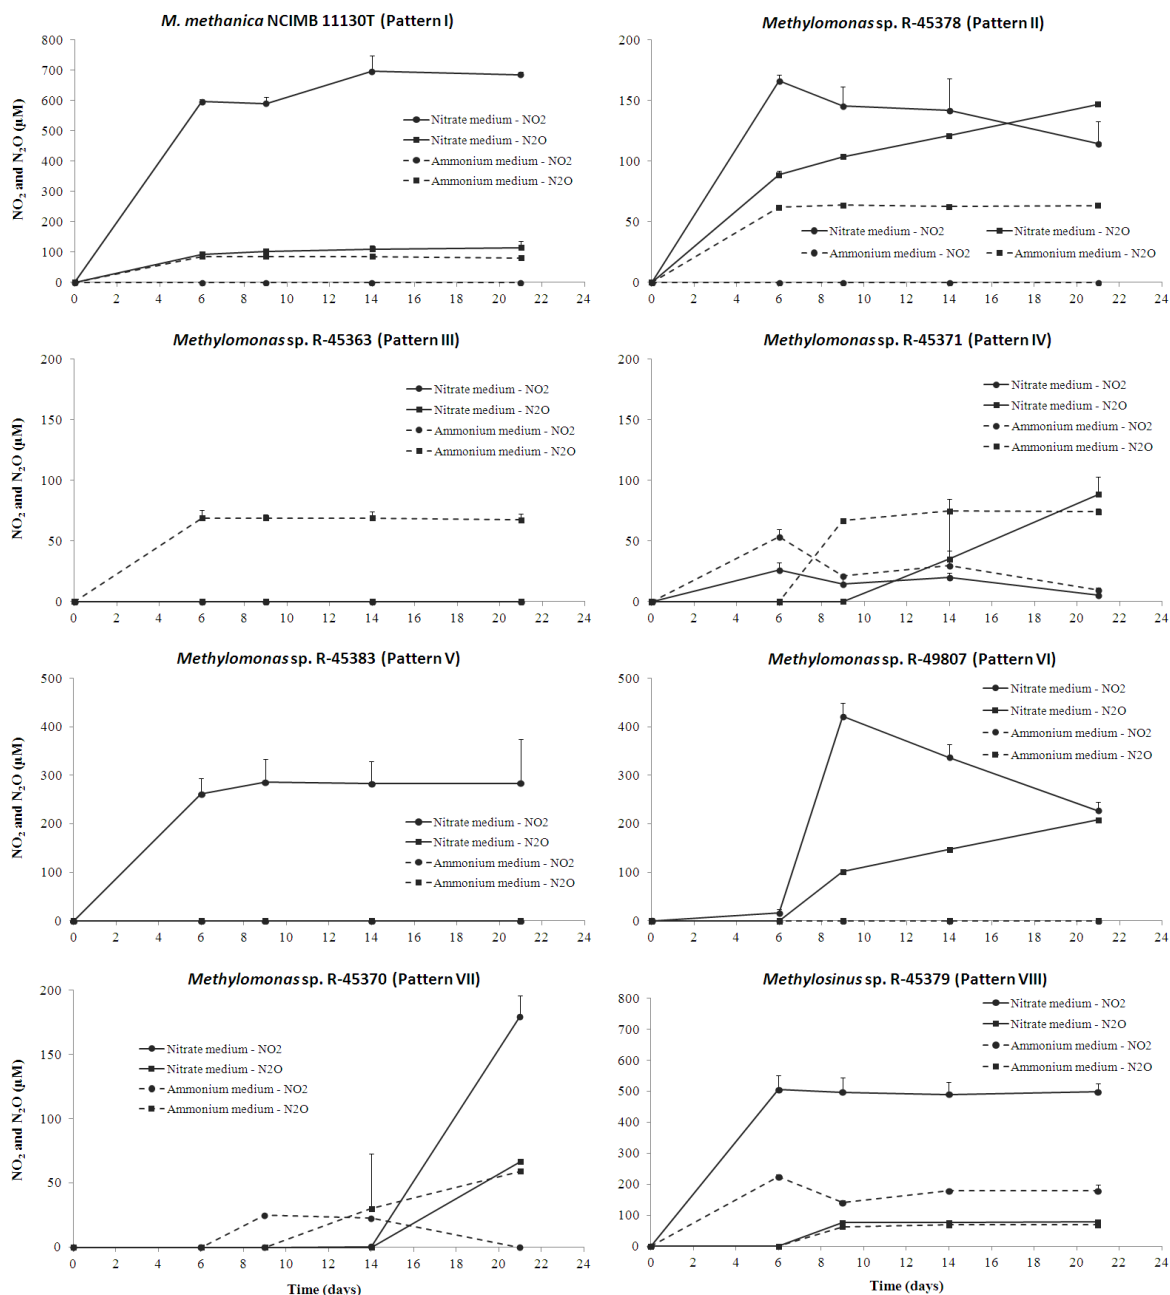 M. methanica NCIMB 11130T (Pattern I)
NO2 and N2O (µM)
800
700
600
500
400
300
200
100
0
0 2 4 6 8 10 12 14 16 18 20 22 24
Nitrate medium - NO2
Nitrate medium - N2O
Ammonium medium - NO2
Ammonium medium - N2O
Methylomonas sp. R-45378 (Pattern II)
200
150
100
50
0
0 2 4 6 8 10 12 14 16 18 20 22 24
Nitrate medium - NO2 Nitrate medium - N2O
Ammonium medium - NO2 Ammonium medium - N2O
Methylomonas sp. R-45363 (Pattern III)
NO2 and N2O (µM)
200
150
100
50
0
0 2 4 6 8 10 12 14 16 18 20 22 24
Nitrate medium - NO2
Nitrate medium - N2O
Ammonium medium - NO2
Ammonium medium - N2O
Methylomonas sp. R-45371 (Pattern IV)
200
150
100
50
0
0 2 4 6 8 10 12 14 16 18 20 22 24
Nitrate medium - NO2
Nitrate medium - N2O
Ammonium medium - NO2
Ammonium medium - N2O
Methylomonas sp. R-45383 (Pattern V)
NO2 and N2O (µM)
500
400
300
200
100
0
0 2 4 6 8 10 12 14 16 18 20 22 24
Nitrate medium - NO2
Nitrate medium - N2O
Ammonium medium - NO2
Ammonium medium - N2O
Methylomonas sp. R-49807 (Pattern VI)
500
400
300
200
100
0
0 2 4 6 8 10 12 14 16 18 20 22 24
Nitrate medium - NO2
Nitrate medium - N2O
Ammonium medium - NO2
Ammonium medium - N2O
Methylomonas sp. R-45370 (Pattern VII)
NO2 and N2O (µM)
200
150
100
50
0
0 2 4 6 8 10 12 14 16 18 20 22 24
Nitrate medium - NO2
Nitrate medium - N2O
Ammonium medium - NO2
Ammonium medium - N2O
Time (days)
Methylosinus sp. R-45379 (Pattern VIII)
800
700
600
500
400
300
200
100
0
0 2 4 6 8 10 12 14 16 18 20 22 24
Nitrate medium - NO2
Nitrate medium - N2O
Ammonium medium - NO2
Ammonium medium - N2O
Time (days)